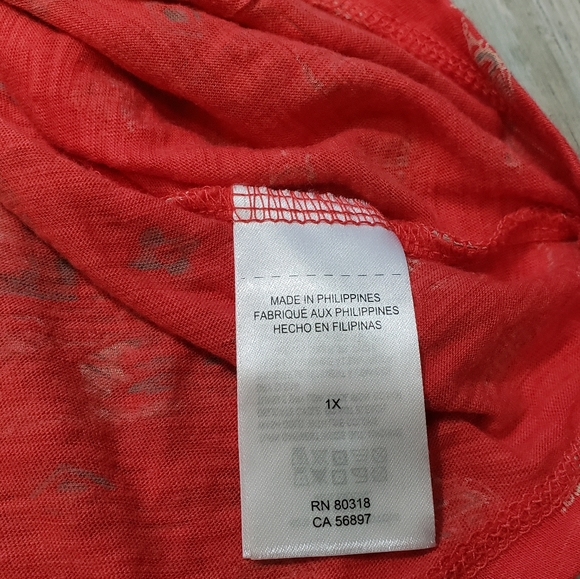 MADE IN PHILIPPINES
FABRIQUÉ AUX PHILIPPINES
HECHO EN FILIPINAS
1X
RN 80318
CA 56897